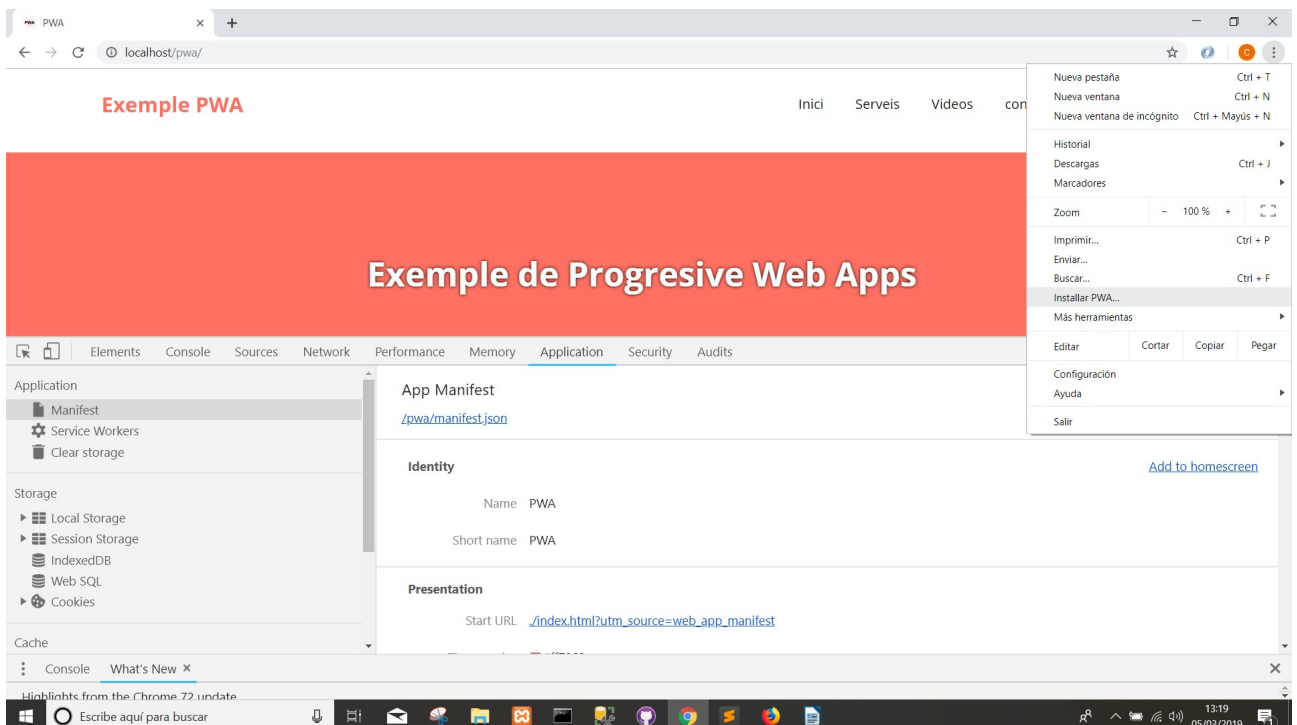 PWA
localhost/pwa/
C
Exemple PWA
Inici Serveis Videos con
Exemple de Progresive Web Apps
Nueva pestaña Ctrl + T
Nueva ventana Ctrl + N
Nueva ventana de incógnito Ctrl + Mayús + N
Historial
Descargas Ctrl + J
Marcadores
Zoom - 100 % +
Imprimir... Ctrl + P
Enviar...
Buscar... Ctrl + F
Installar PWA...
Más herramientas
Editar Cortar Copiar Pegar
Configuración
Ayuda
Salir
Elements Console Sources Network Performance Memory Application Security Audits
Application
Manifest
Service Workers
Clear storage
Storage
Local Storage
Session Storage
IndexedDB
Web SQL
Cookies
Cache
App Manifest
/pwa/manifest.json
Identity Add to homescreen
Name PWA
Short name PWA
Presentation
Start URL ./index.html?utm_source=web_app_manifest
Console What's New
Highlights from the Chrome 72 update
Escribe aquí para buscar
13:19
05/03/2019